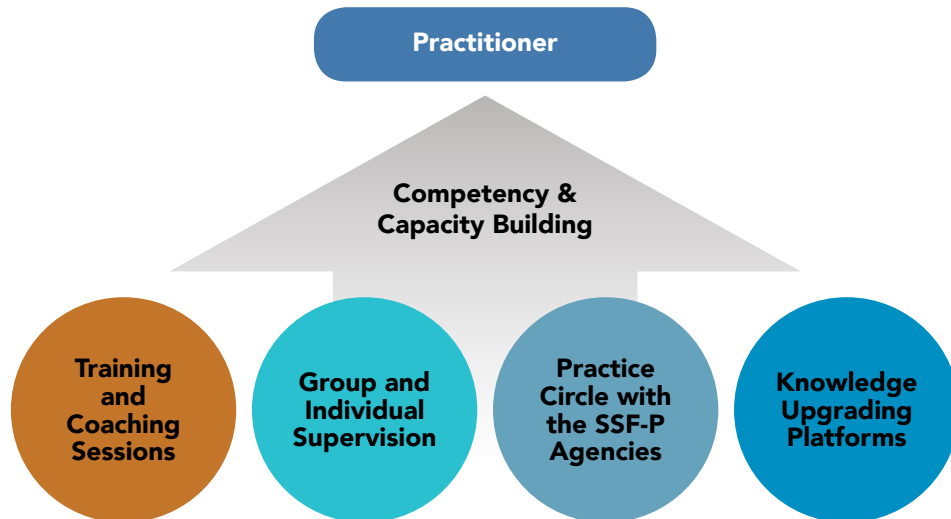 Practitioner
Competency &
Capacity Building
Training
and
Coaching
Sessions
Group and
Individual
Supervision
Practice
Circle with
the SSF-P
Agencies
Knowledge
Upgrading
Platforms